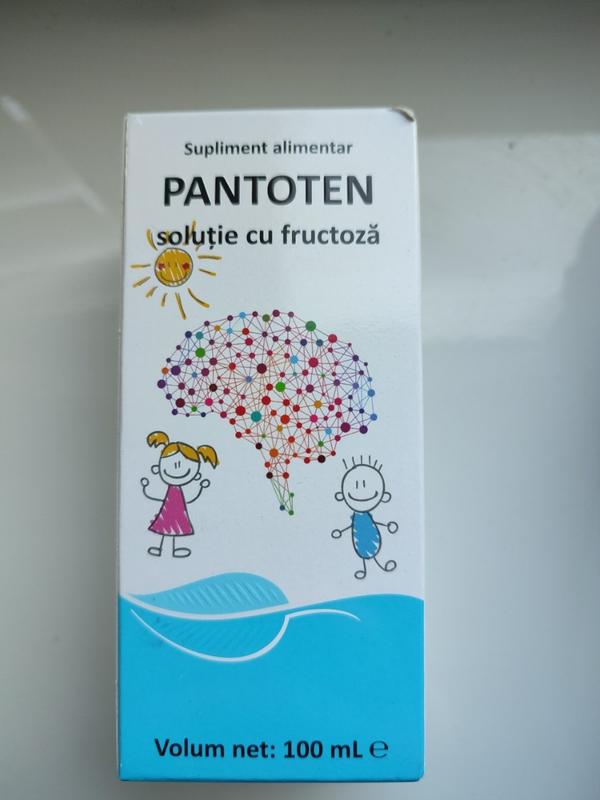 Supliment alimentar
PANTOTEN
soluție cu fructoză
Volum net: 100 mL ℮